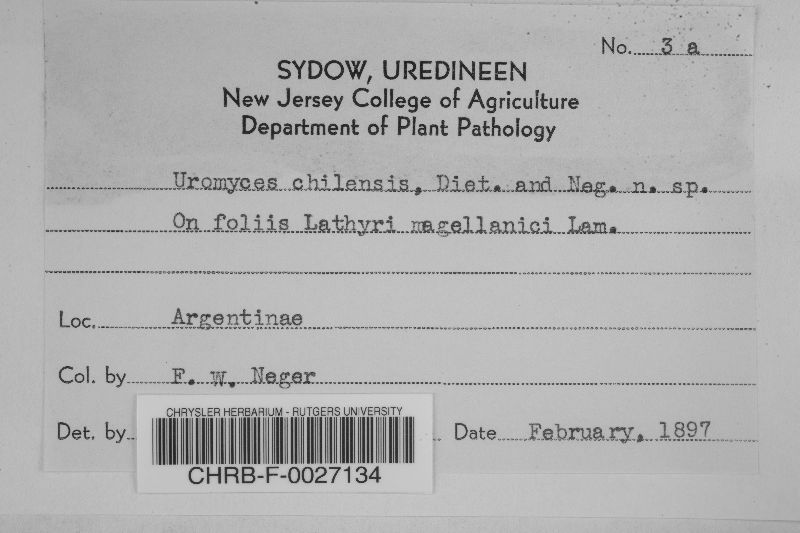 No. 3 a
SYDOW, UREDINEEN
New Jersey College of Agriculture
Department of Plant Pathology
Uromyces chilensis, Diet. and Neg. n. sp.
On foliis Lathyri magellanici Lam.
Loc. Argentinae
Col. by F. W. Neger
Det. by
Date February, 1897
CHRYSLER HERBARIUM - RUTGERS UNIVERSITY
CHRB-F-0027134